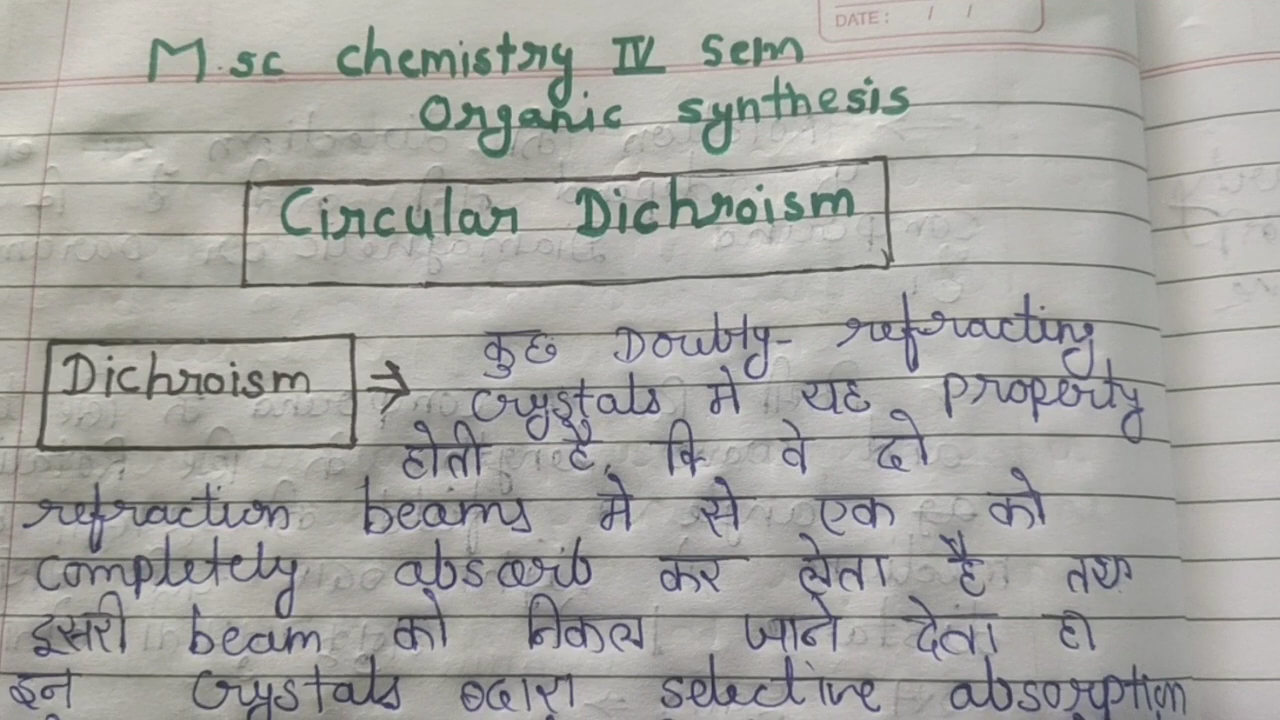 DATE: / /
M.sc chemistry IV sem
Organic synthesis
Circular Dichroism
Dichroism → कुछ Doubly- refracting
crystals मे यह property
होती है, कि वे दो
refraction beams मे से एक को
completely absorb कर लेता है तथा
दुसरी beam को निकल जाने देता है।
इन crystals द्वारा selective absorption